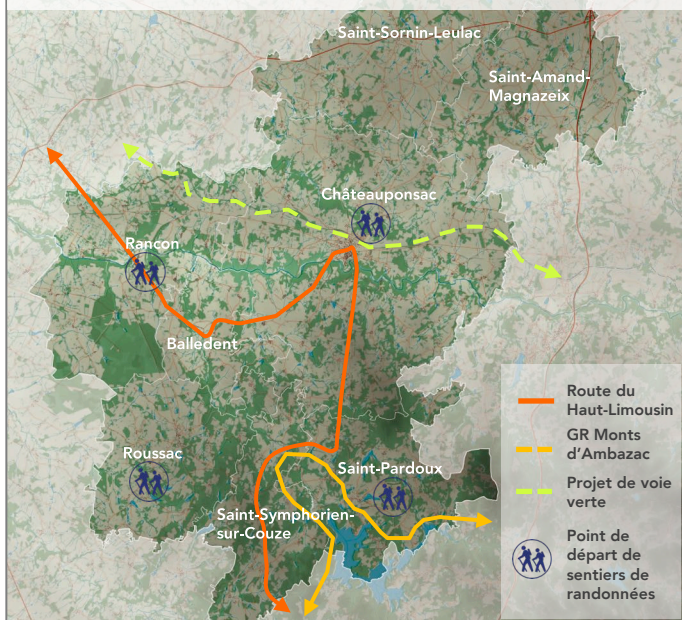 Saint-Sornin-Leulac
Saint-Amand-
Magnazeix
Châteauponsac
Rancon
Balledent
Roussac
Saint-Pardoux
Saint-Symphorien-
sur-Couze
Route du
Haut-Limousin
GR Monts
d'Ambazac
Projet de voie
verte
Point de
départ de
sentiers de
randonnées